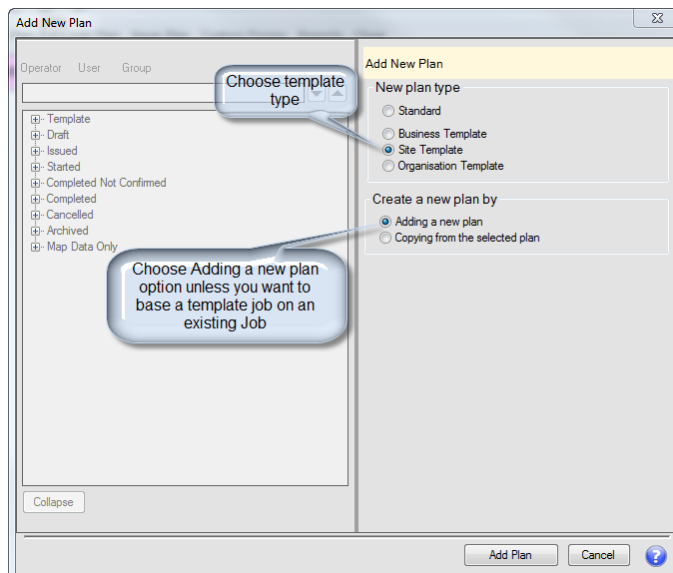 Add New Plan
Operator User Group
Choose template
type
Template
Draft
Issued
Started
Completed Not Confirmed
Completed
Cancelled
Archived
Map Data Only
Choose Adding a new plan
option unless you want to
base a template job on an
existing Job
Collapse
Add New Plan
New plan type
Standard
Business Template
Site Template
Organisation Template
Create a new plan by
Adding a new plan
Copying from the selected plan
Add Plan
Cancel
?